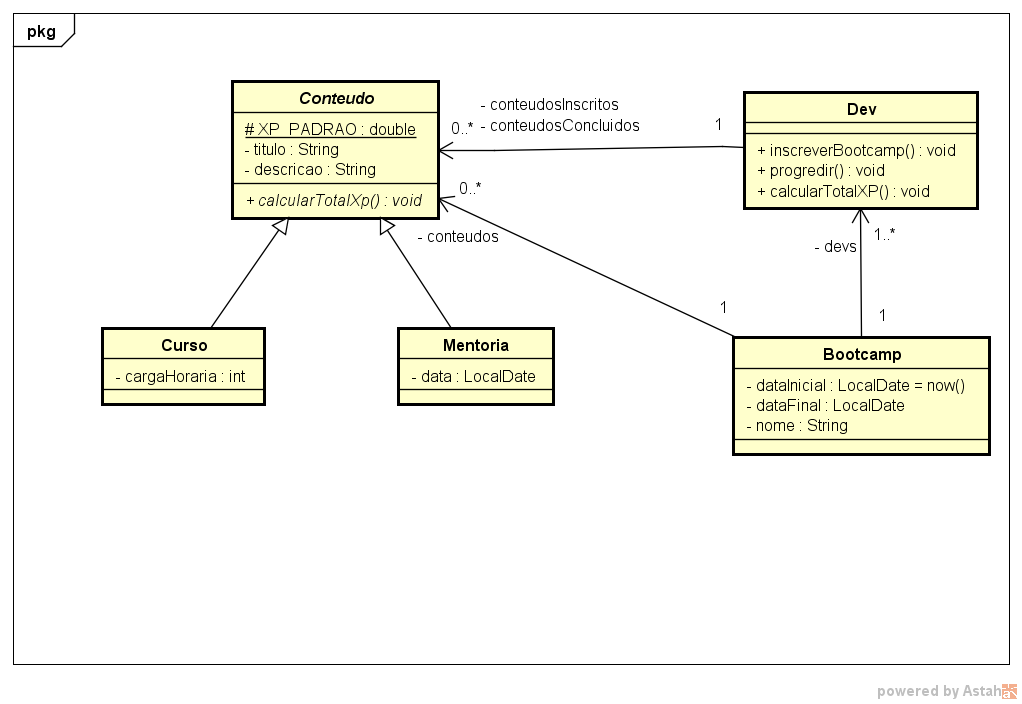 pkg
Conteudo
# XP_PADRAO : double
- titulo : String
- descricao : String
+ calcularTotalXp() : void
- conteudosInscritos
0..*
- conteudosConcluidos
1
Dev
+ inscreverBootcamp() : void
+ progredir() : void
+ calcularTotalXP() : void
0..*
- conteudos
1..*
- devs
1
1
Curso
- cargaHoraria : int
Mentoria
- data : LocalDate
Bootcamp
- dataInicial : LocalDate = now()
- dataFinal : LocalDate
- nome : String
powered by Astah